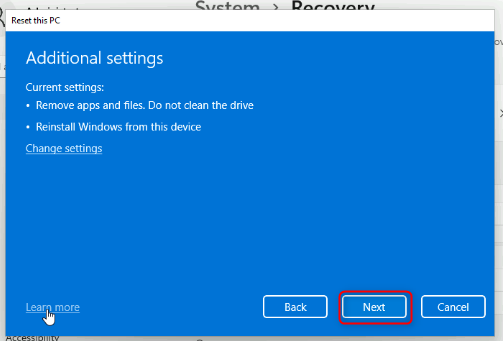 System > Recovery
Reset this PC
Additional settings
Current settings:
• Remove apps and files. Do not clean the drive
• Reinstall Windows from this device
Change settings
Learn more
Back
Next
Cancel
Accessibility